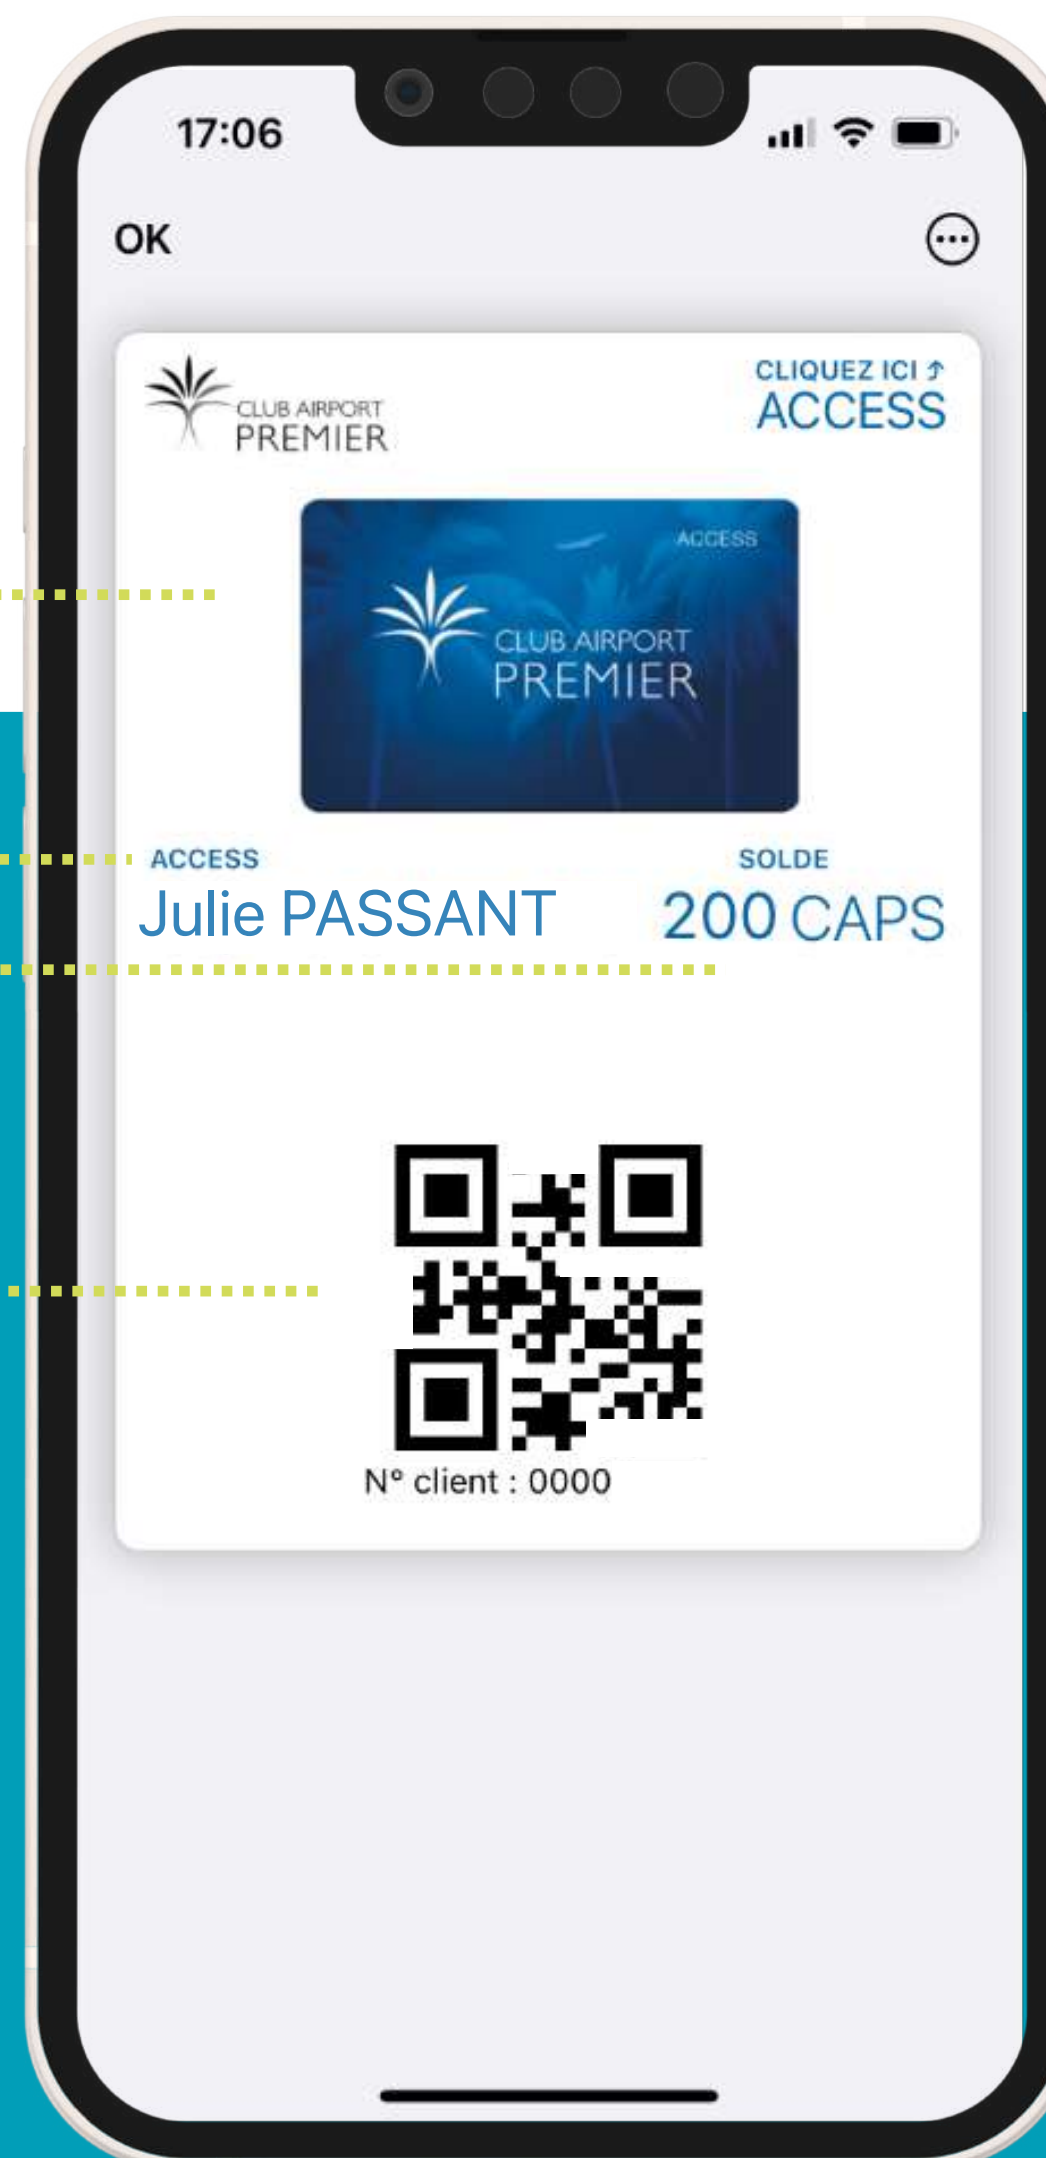 17:06
OK
CLUB AIRPORT
PREMIER
CLIQUEZ ICI
ACCESS
ACCESS
CLUB AIRPORT
PREMIER
ACCESS
SOLDE
Julie PASSANT
200 CAPS
N° client : 0000